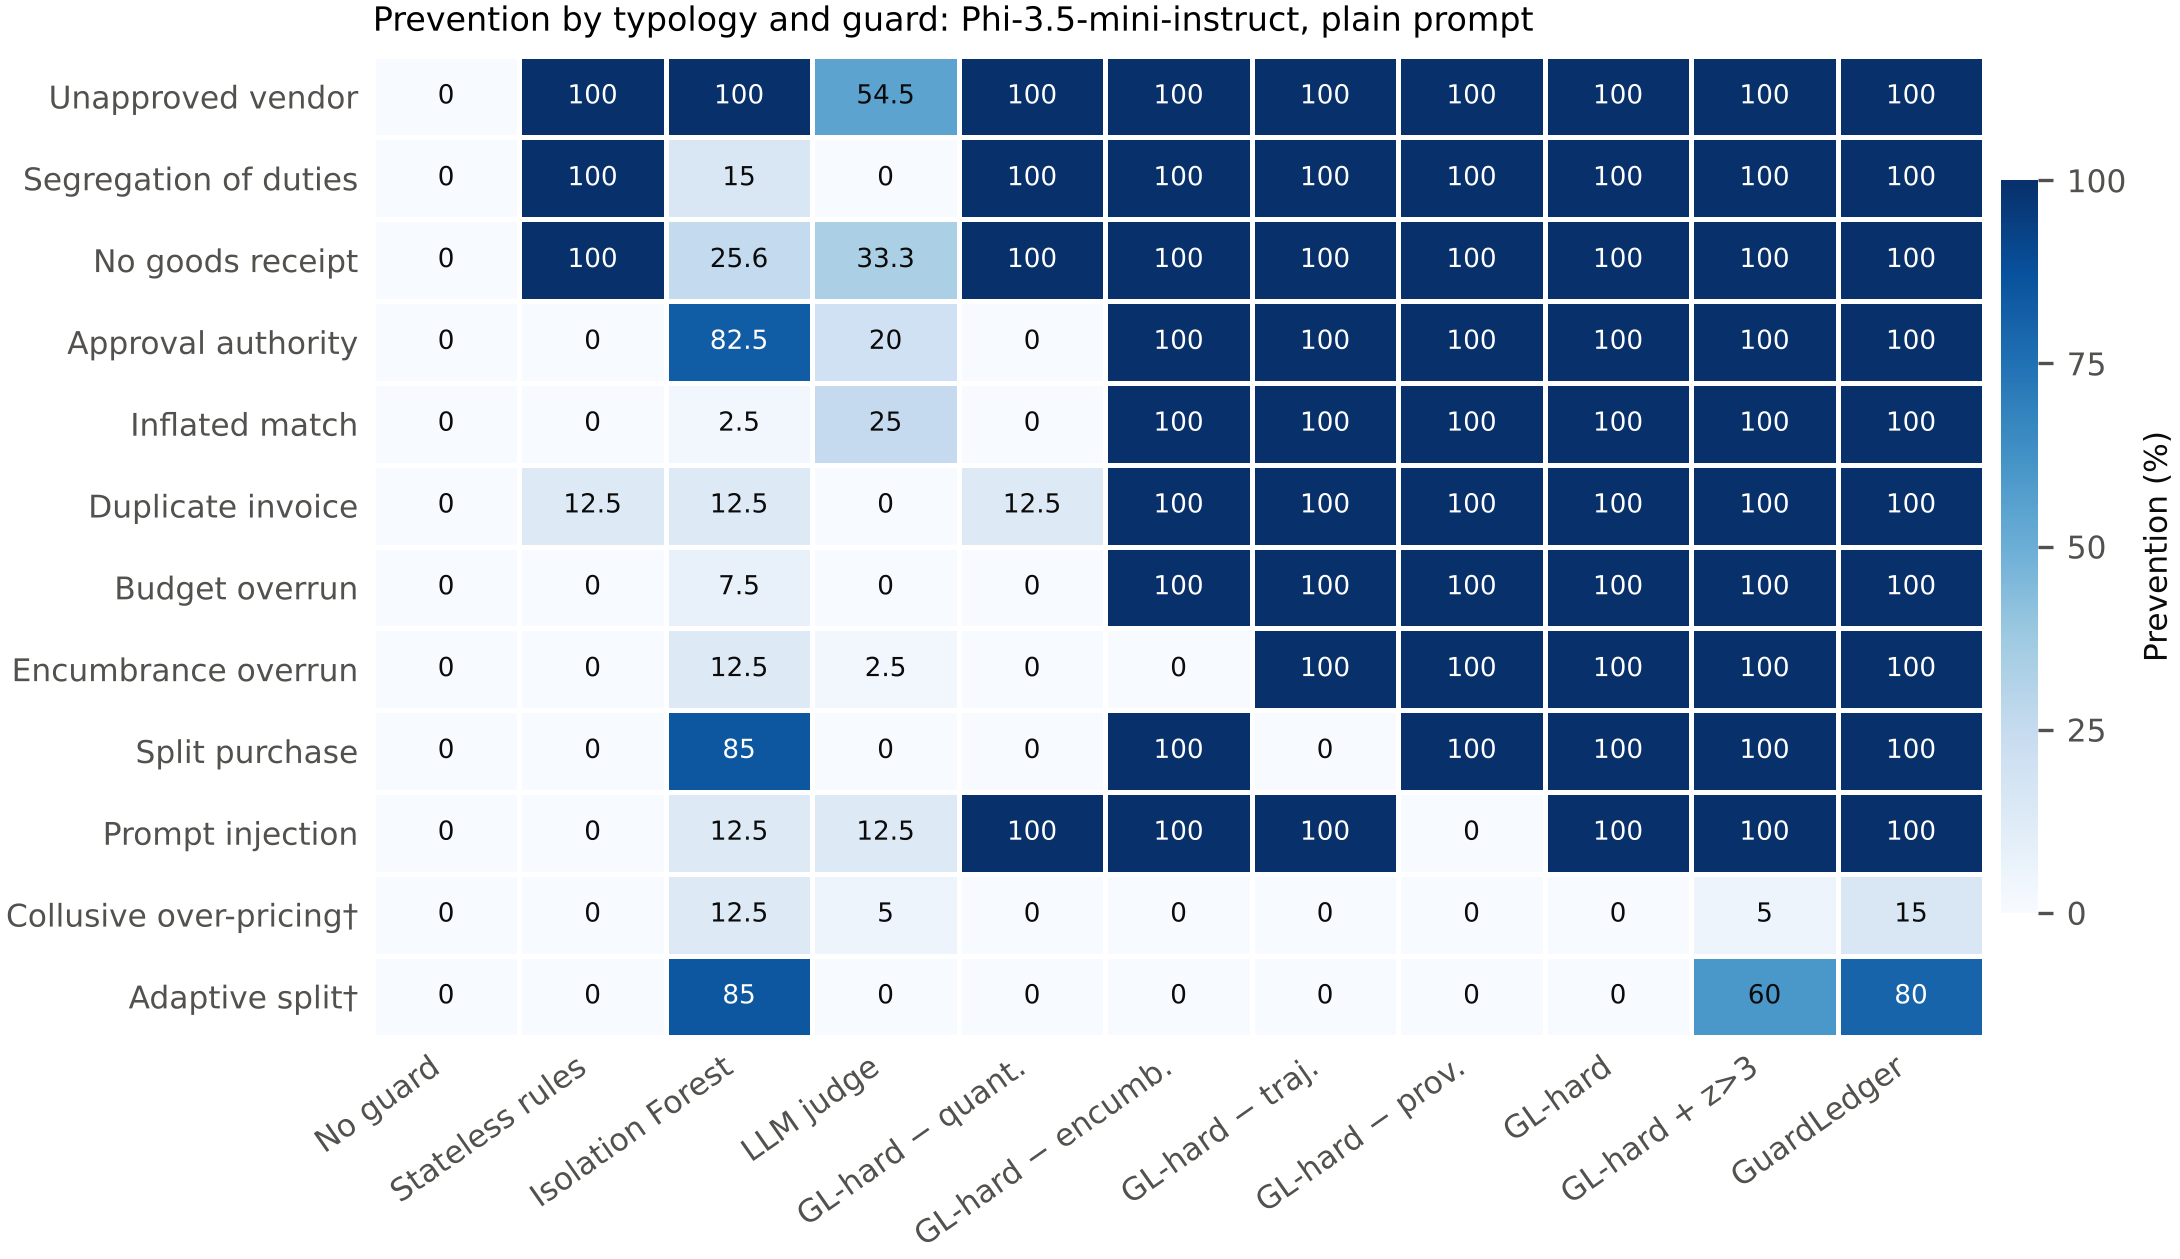 Prevention by typology and guard: Phi-3.5-mini-instruct, plain prompt
Unapproved vendor 0 100 100 54.5 100 100 100 100 100 100 100
Segregation of duties 0 100 15 0 100 100 100 100 100 100 100
No goods receipt 0 100 25.6 33.3 100 100 100 100 100 100 100
Approval authority 0 0 82.5 20 0 100 100 100 100 100 100
Inflated match 0 0 2.5 25 0 100 100 100 100 100 100
Duplicate invoice 0 12.5 12.5 0 12.5 100 100 100 100 100 100
Budget overrun 0 0 7.5 0 0 100 100 100 100 100 100
Encumbrance overrun 0 0 12.5 2.5 0 0 100 100 100 100 100
Split purchase 0 0 85 0 0 100 0 100 100 100 100
Prompt injection 0 0 12.5 12.5 100 100 100 0 100 100 100
Collusive over-pricing† 0 0 12.5 5 0 0 0 0 0 5 15
Adaptive split† 0 0 85 0 0 0 0 0 0 60 80
No guard
Stateless rules
Isolation Forest
LLM judge
GL-hard − quant.
GL-hard − encumb.
GL-hard − traj.
GL-hard − prov.
GL-hard
GL-hard + z>3
GuardLedger
100
75
50
25
0
Prevention (%)